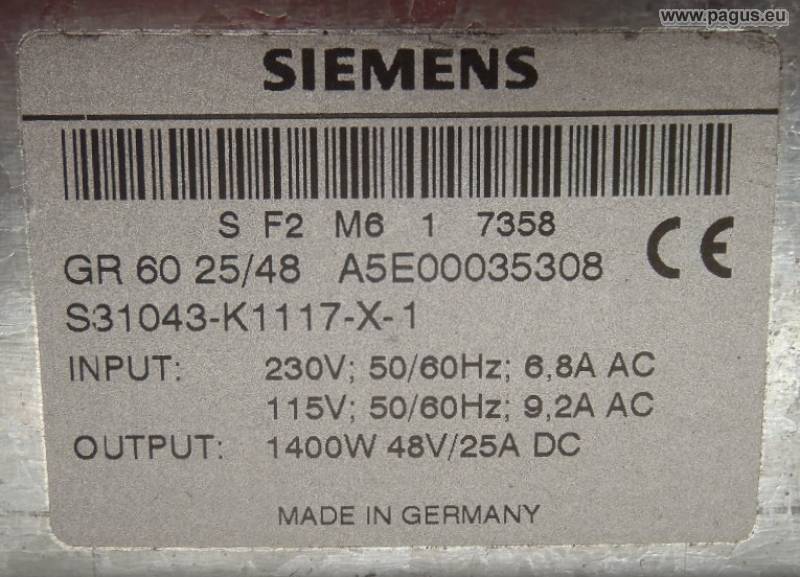 www.pagus.eu
SIEMENS
S F2 M6 1 7358
GR 60 25/48 A5E00035308 CE
S31043-K1117-X-1
INPUT: 230V; 50/60Hz; 6,8A AC
115V; 50/60Hz; 9,2A AC
OUTPUT: 1400W 48V/25A DC
MADE IN GERMANY